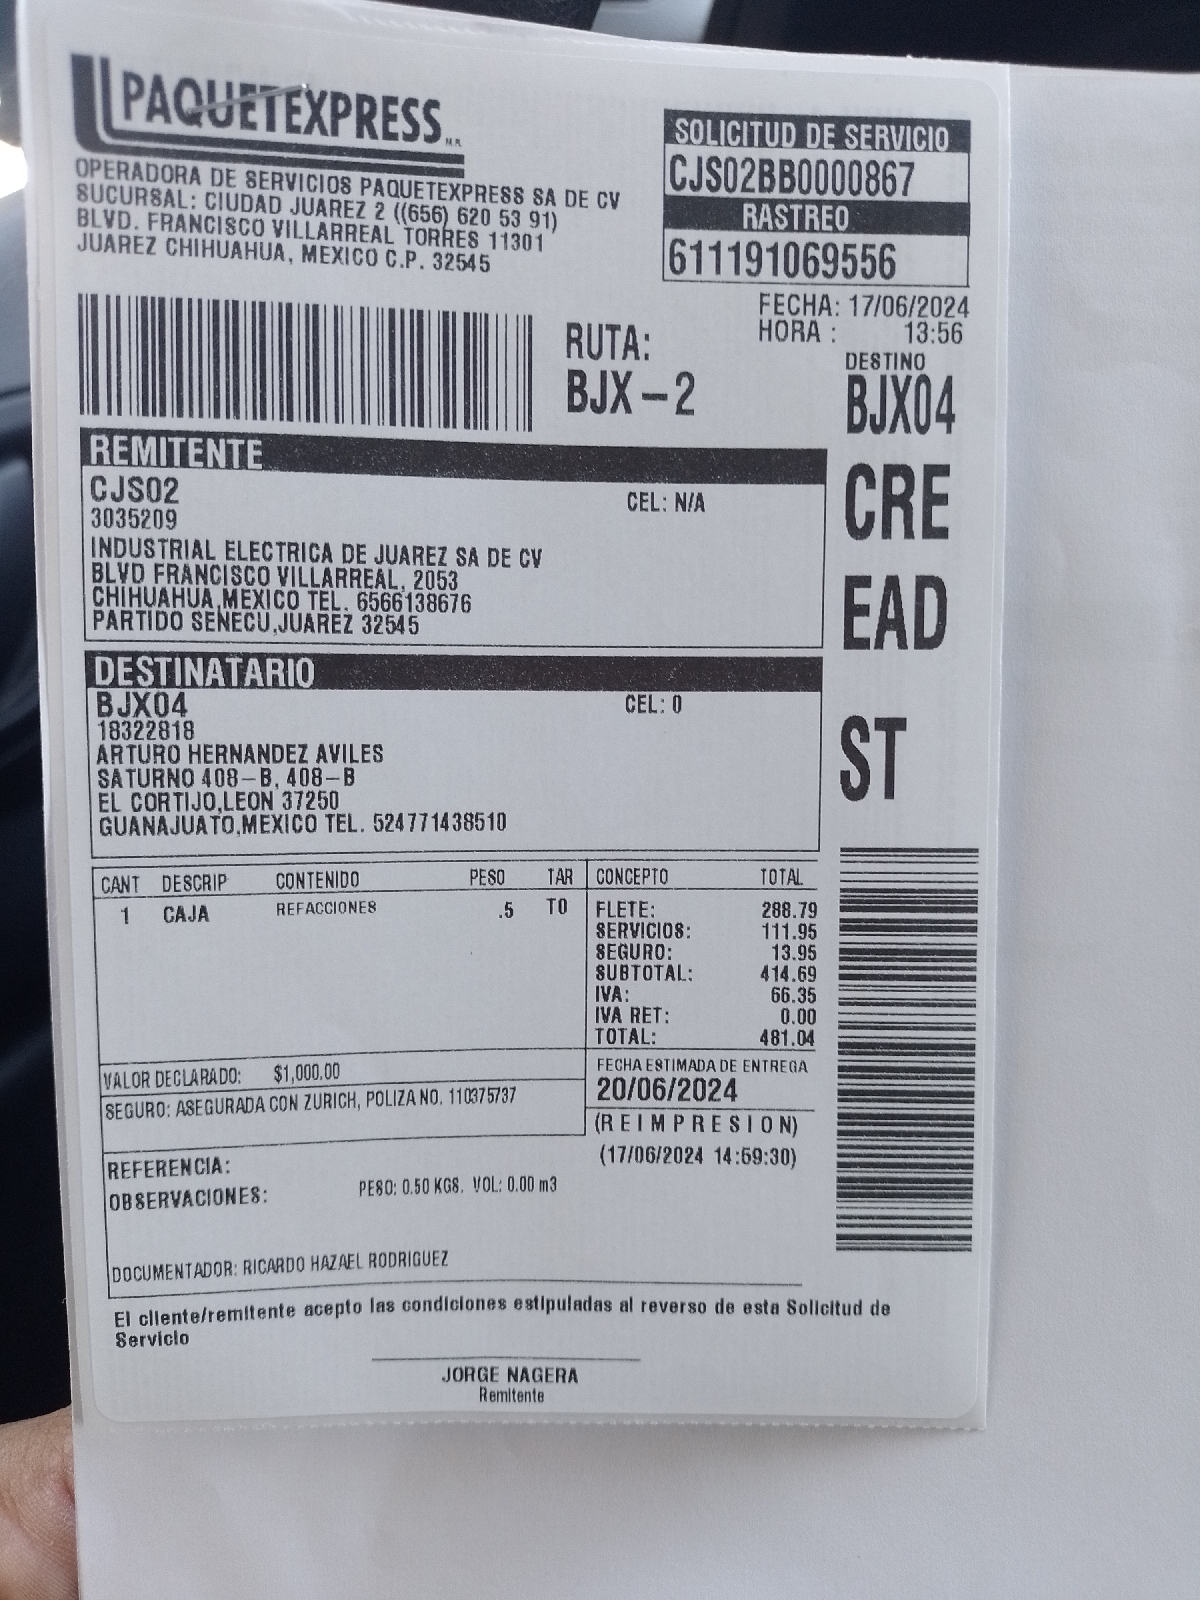 PAQUETEXPRESS M.R.
OPERADORA DE SERVICIOS PAQUETEXPRESS SA DE CV
SUCURSAL: CIUDAD JUAREZ 2 ((656) 620 53 91)
BLVD. FRANCISCO VILLARREAL TORRES 11301
JUAREZ CHIHUAHUA, MEXICO C.P. 32545
SOLICITUD DE SERVICIO
CJS02BB0000867
RASTREO
611191069556
FECHA: 17/06/2024
HORA : 13:56
RUTA:
BJX-2
DESTINO
BJX04
CRE
EAD
ST
REMITENTE
CJS02
CEL: N/A
3035209
INDUSTRIAL ELECTRICA DE JUAREZ SA DE CV
BLVD FRANCISCO VILLARREAL, 2053
CHIHUAHUA,MEXICO TEL. 6566138676
PARTIDO SENECU,JUAREZ 32545
DESTINATARIO
BJX04
CEL: 0
18322818
ARTURO HERNANDEZ AVILES
SATURNO 408-B, 408-B
EL CORTIJO,LEON 37250
GUANAJUATO,MEXICO TEL. 524771438510
CANT DESCRIP CONTENIDO PESO TAR
1 CAJA REFACCIONES .5 T0
CONCEPTO TOTAL
FLETE: 288.79
SERVICIOS: 111.95
SEGURO: 13.95
SUBTOTAL: 414.69
IVA: 66.35
IVA RET: 0.00
TOTAL: 481.04
VALOR DECLARADO: $1,000.00
SEGURO: ASEGURADA CON ZURICH, POLIZA NO. 110375737
FECHA ESTIMADA DE ENTREGA
20/06/2024
(REIMPRESION)
(17/06/2024 14:59:30)
REFERENCIA:
OBSERVACIONES: PESO: 0.50 KGS. VOL: 0.00 m3
DOCUMENTADOR: RICARDO HAZAEL RODRIGUEZ
El cliente/remitente acepto las condiciones estipuladas al reverso de esta Solicitud de
Servicio
JORGE NAGERA
Remitente